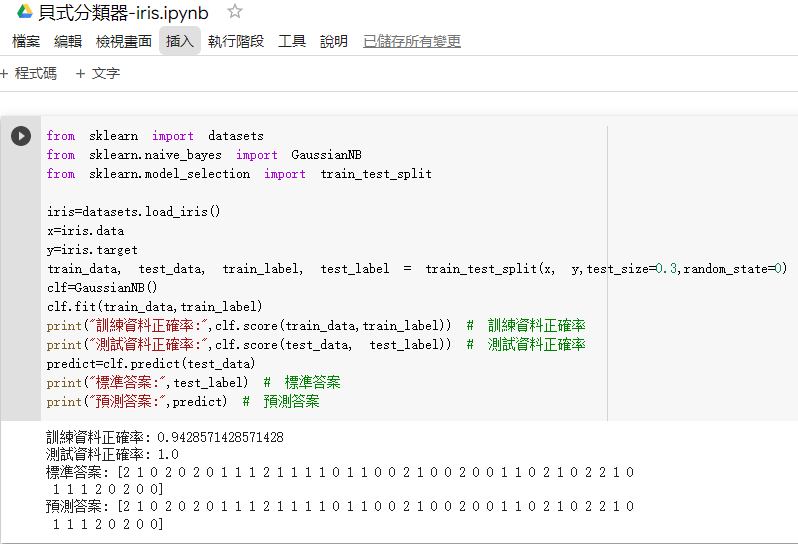 貝式分類器-iris.ipynb
檔案 編輯 檢視畫面 插入 執行階段 工具 說明 已儲存所有變更
+ 程式碼 + 文字
from sklearn import datasets
from sklearn.naive_bayes import GaussianNB
from sklearn.model_selection import train_test_split
iris=datasets.load_iris()
x=iris.data
y=iris.target
train_data, test_data, train_label, test_label = train_test_split(x, y,test_size=0.3,random_state=0)
clf=GaussianNB()
clf.fit(train_data,train_label)
print("訓練資料正確率:",clf.score(train_data,train_label)) # 訓練資料正確率
print("測試資料正確率:",clf.score(test_data, test_label)) # 測試資料正確率
predict=clf.predict(test_data)
print("標準答案:",test_label) # 標準答案
print("預測答案:",predict) # 預測答案
訓練資料正確率: 0.9428571428571428
測試資料正確率: 1.0
標準答案: [2 1 0 2 0 2 0 1 1 1 2 1 1 1 1 0 1 1 0 0 2 1 0 0 2 0 0 1 1 0 2 1 0 2 2 1 0
1 1 1 2 0 2 0 0]
預測答案: [2 1 0 2 0 2 0 1 1 1 2 1 1 1 1 0 1 1 0 0 2 1 0 0 2 0 0 1 1 0 2 1 0 2 2 1 0
1 1 1 2 0 2 0 0]